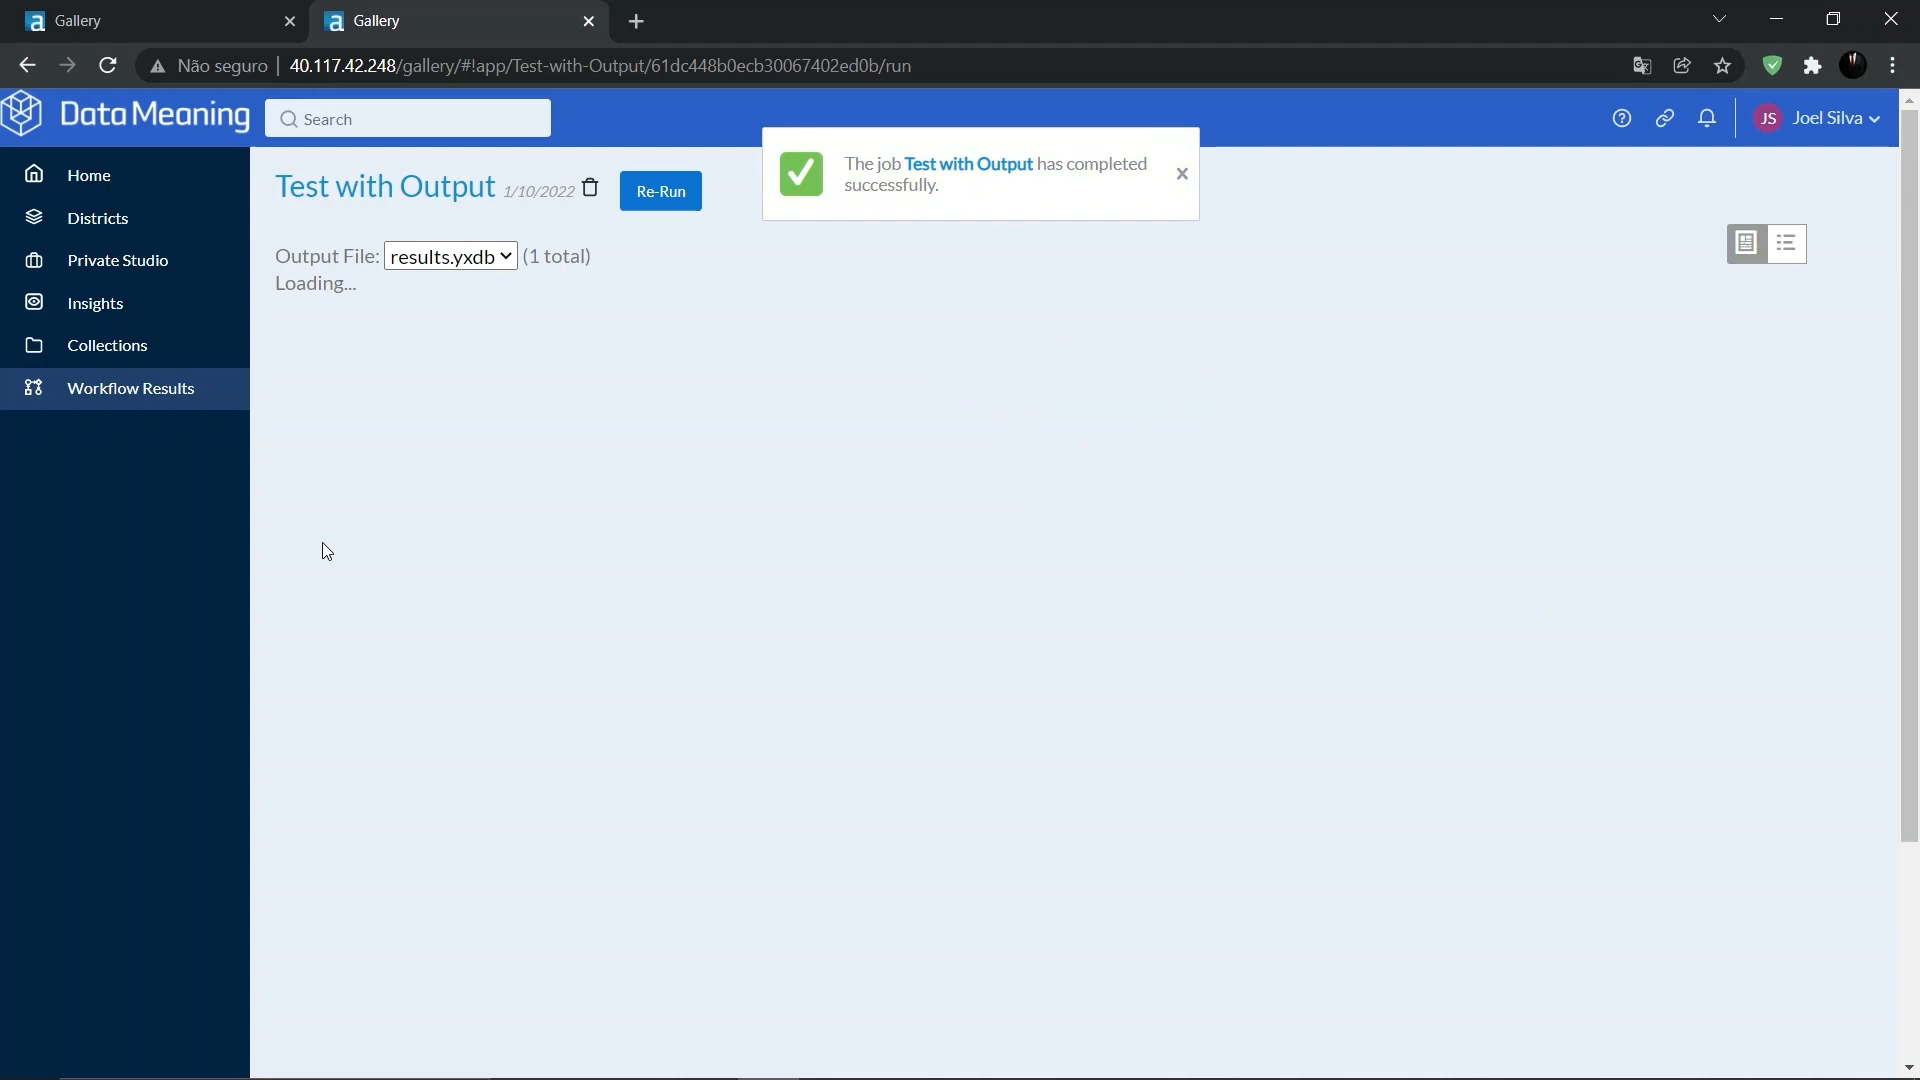 Gallery
Gallery
Não seguro | 40.117.42.248/gallery/#!app/Test-with-Output/61dc448b0ecb30067402ed0b/run
Data Meaning
Search
JS Joel Silva
Home
Districts
Private Studio
Insights
Collections
Workflow Results
Test with Output 1/10/2022
Re-Run
The job Test with Output has completed
successfully.
Output File: results.yxdb (1 total)
Loading...